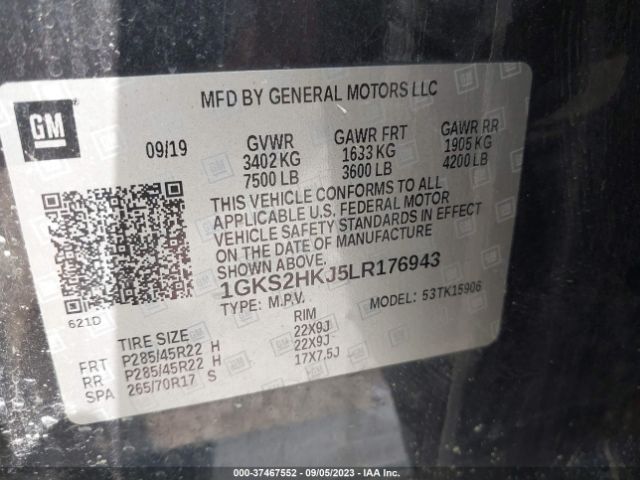 GM
MFD BY GENERAL MOTORS LLC
09/19 GVWR GAWR FRT GAWR RR
3402 KG 1633 KG 1905 KG
7500 LB 3600 LB 4200 LB
THIS VEHICLE CONFORMS TO ALL
APPLICABLE U.S. FEDERAL MOTOR
VEHICLE SAFETY STANDARDS IN EFFECT
ON THE DATE OF MANUFACTURE
SHOWN ABOVE.
1GKS2HKJ5LR176943
TYPE: M.P.V. MODEL: 53TK15906
621D
TIRE SIZE RIM
FRT P285/45R22 H 22X9J
RR P285/45R22 H 22X9J
SPA 265/70R17 S 17X7.5J
000-37467552 - 09/05/2023 - IAA Inc.